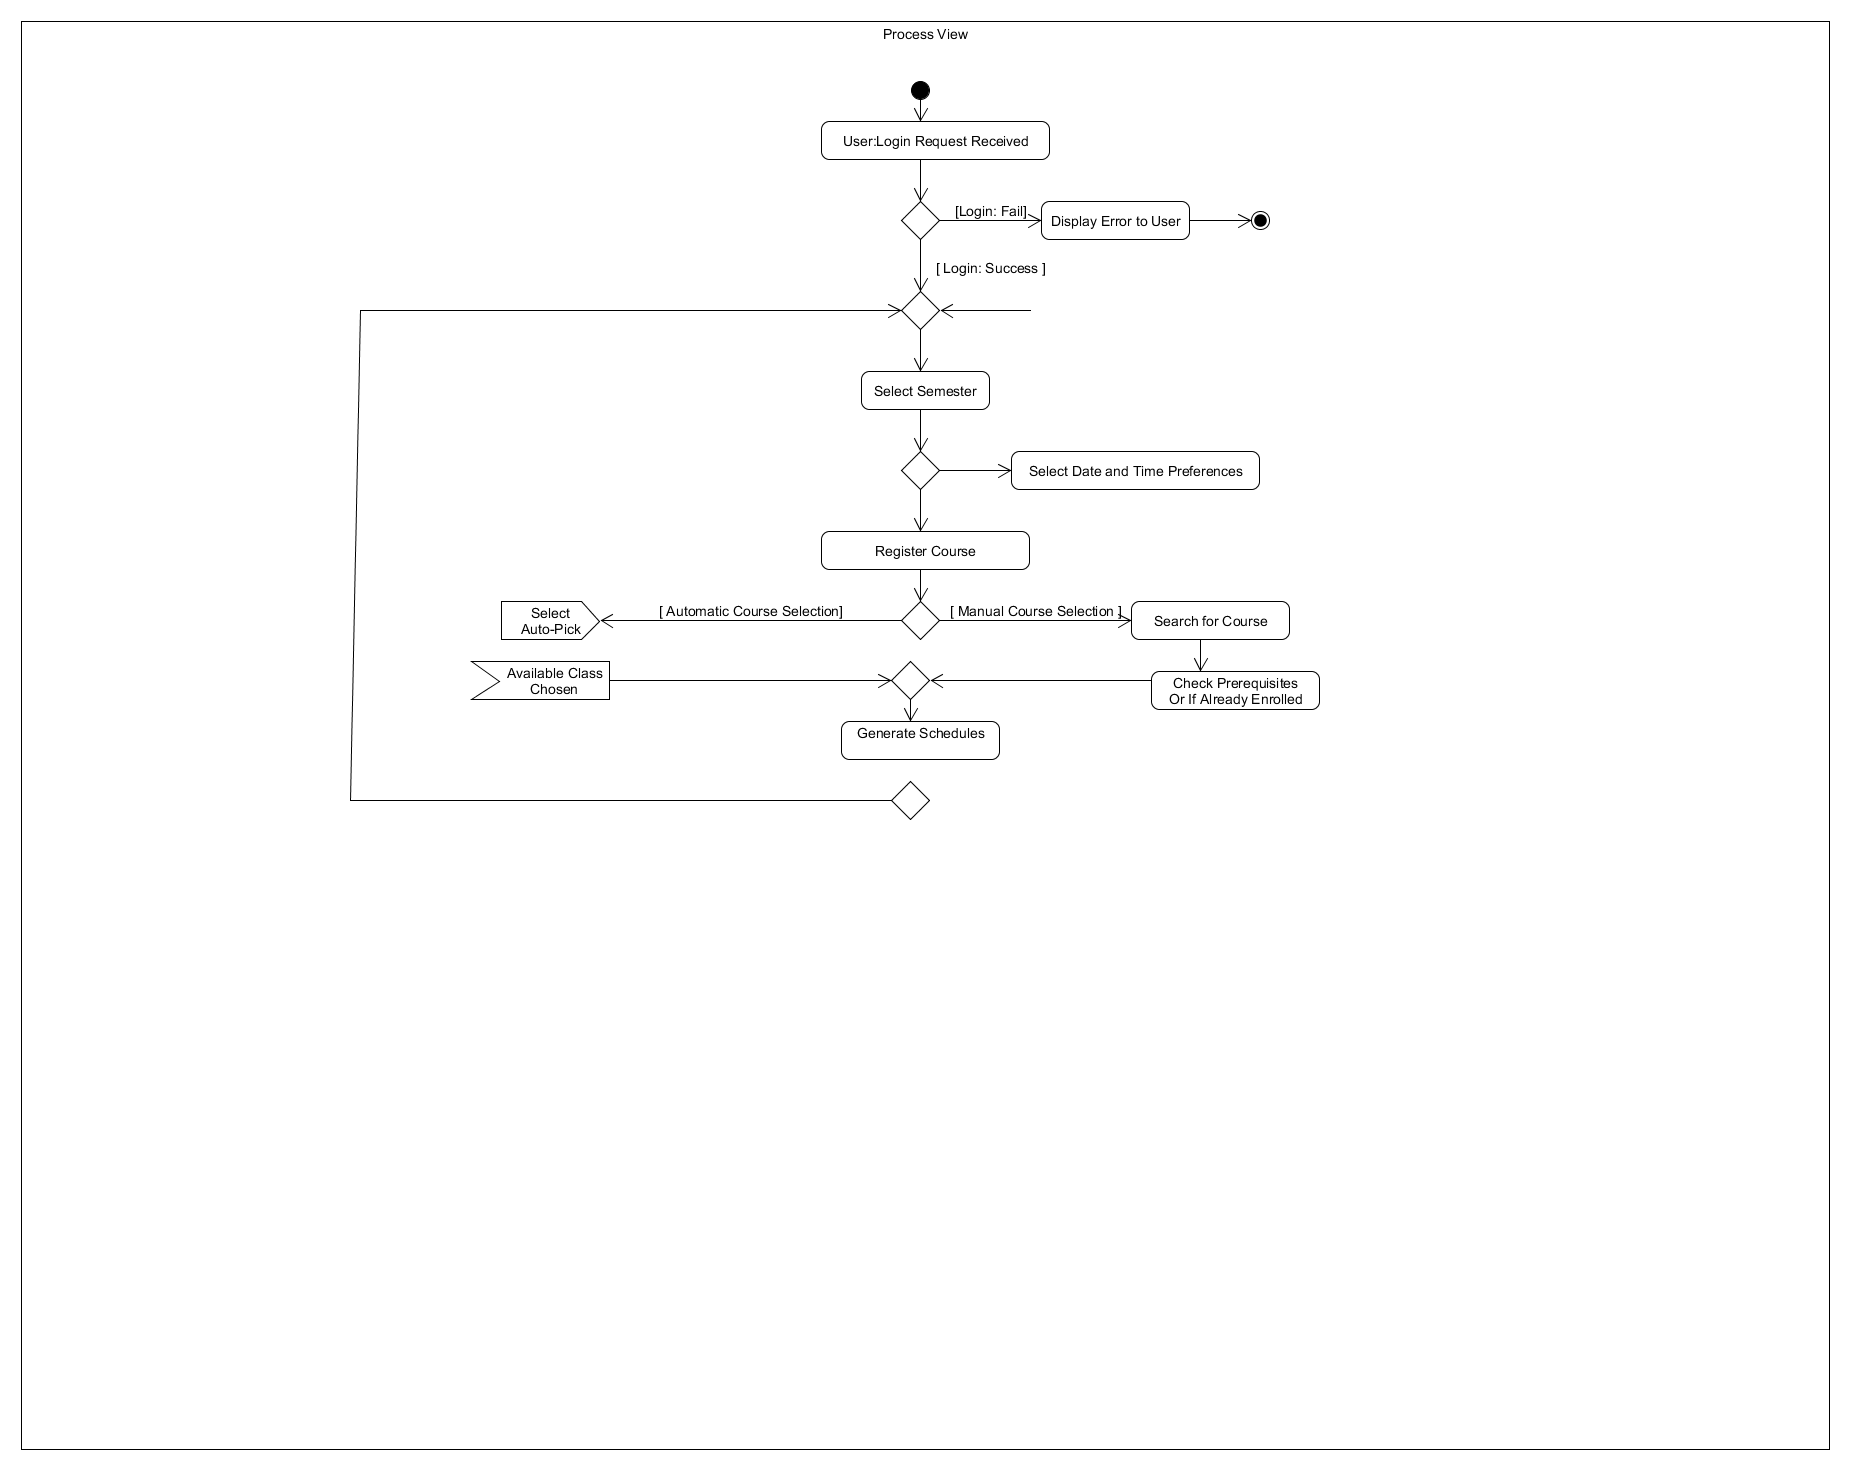 Process View
User:Login Request Received
[Login: Fail]
Display Error to User
[ Login: Success ]
Select Semester
Select Date and Time Preferences
Register Course
Select
Auto-Pick
[ Automatic Course Selection]
[ Manual Course Selection ]
Search for Course
Available Class
Chosen
Check Prerequisites
Or If Already Enrolled
Generate Schedules